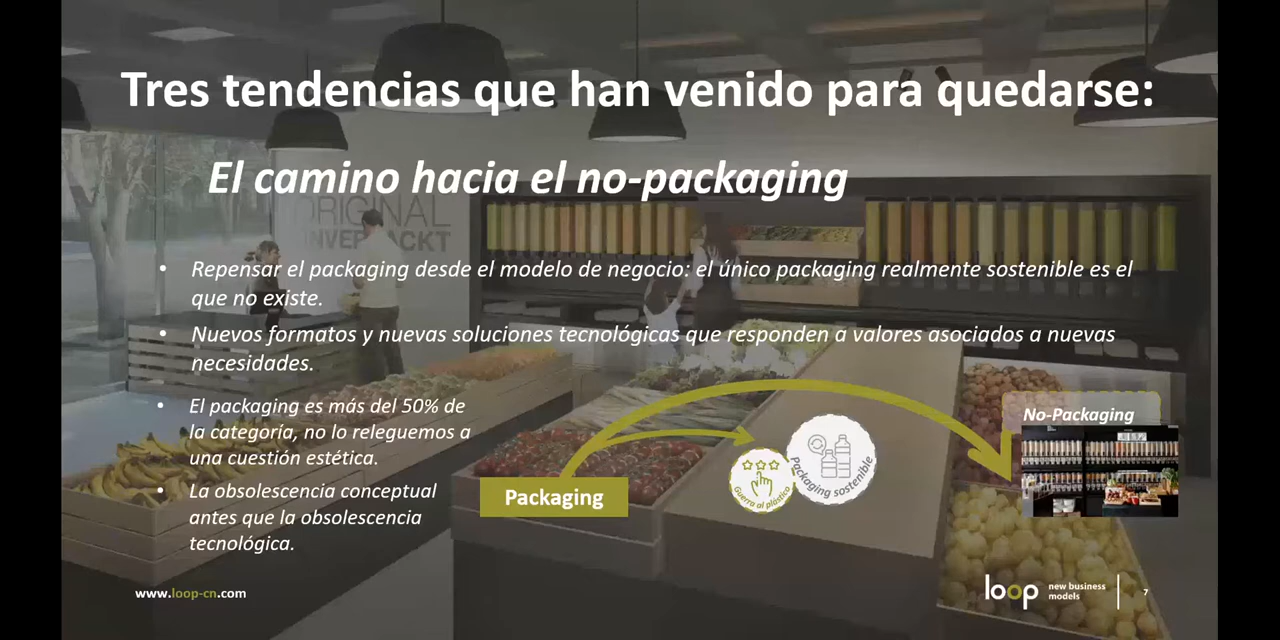 Tres tendencias que han venido para quedarse:
El camino hacia el no-packaging
ORIGINAL
UNVERPACKT
• Repensar el packaging desde el modelo de negocio: el único packaging realmente sostenible es el
que no existe.
• Nuevos formatos y nuevas soluciones tecnológicas que responden a valores asociados a nuevas
necesidades.
• El packaging es más del 50% de
la categoría, no lo releguemos a
una cuestión estética.
• La obsolescencia conceptual
antes que la obsolescencia
tecnológica.
Packaging
Guerra al plástico
Packaging sostenible
No-Packaging
www.loop-cn.com
loop
new business
models
7